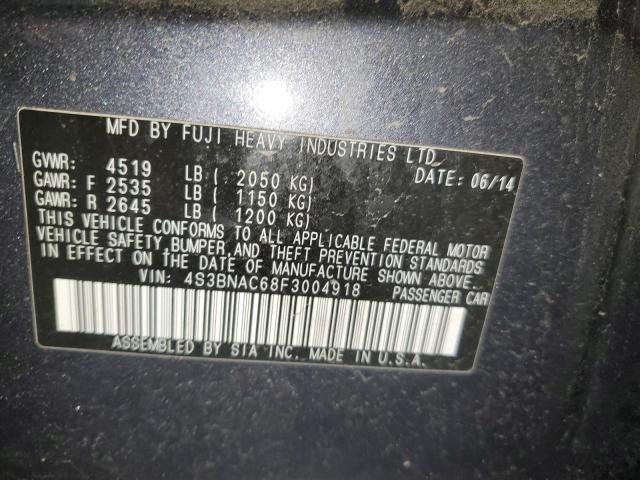 MFD BY FUJI HEAVY INDUSTRIES LTD.
GVWR: 4519 LB ( 2050 KG) DATE: 06/14
GAWR: F 2535 LB ( 1150 KG)
GAWR: R 2645 LB ( 1200 KG)
THIS VEHICLE CONFORMS TO ALL APPLICABLE FEDERAL MOTOR
VEHICLE SAFETY, BUMPER, AND THEFT PREVENTION STANDARDS
IN EFFECT ON THE DATE OF MANUFACTURE SHOWN ABOVE.
VIN: 4S3BNAC68F3004918 PASSENGER CAR
ASSEMBLED BY SIA INC. MADE IN U.S.A.